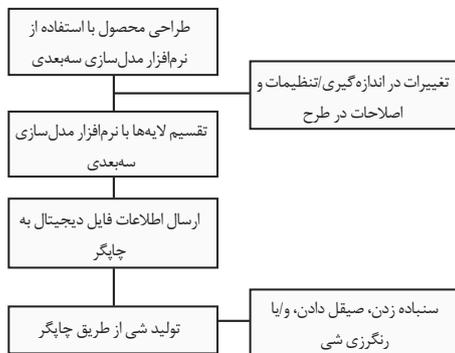 طراحی محصول با استفاده از
نرم‌افزار مدل‌سازی سه‌بعدی
تغییرات در اندازه‌گیری/تنظیمات و
اصلاحات در طرح
تقسیم لایه‌ها با نرم‌افزار مدل‌سازی
سه‌بعدی
ارسال اطلاعات فایل دیجیتال به
چاپگر
تولید شی از طریق چاپگر
سنباده زدن، صیقل دادن، و/یا
رنگرزی شی